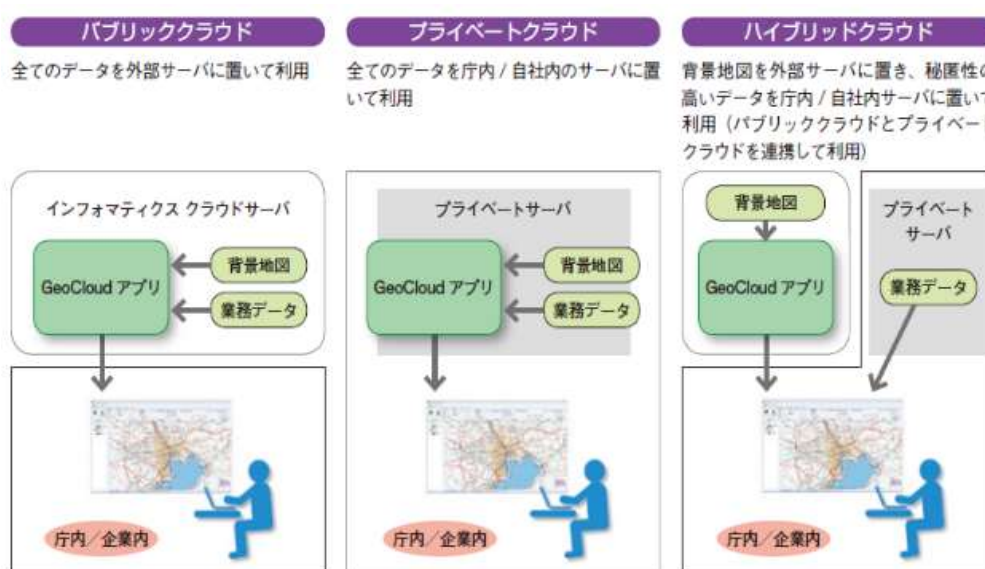 パブリッククラウド
全てのデータを外部サーバに置いて利用
インフォマティクス クラウドサーバ
GeoCloud アプリ
背景地図
業務データ
庁内／企業内
プライベートクラウド
全てのデータを庁内 / 自社内のサーバに置
いて利用
プライベートサーバ
GeoCloud アプリ
背景地図
業務データ
庁内／企業内
ハイブリッドクラウド
背景地図を外部サーバに置き、秘匿性の
高いデータを庁内 / 自社内サーバに置いて
利用（パブリッククラウドとプライベート
クラウドを連携して利用）
背景地図
GeoCloud アプリ
プライベート
サーバ
業務データ
庁内／企業内